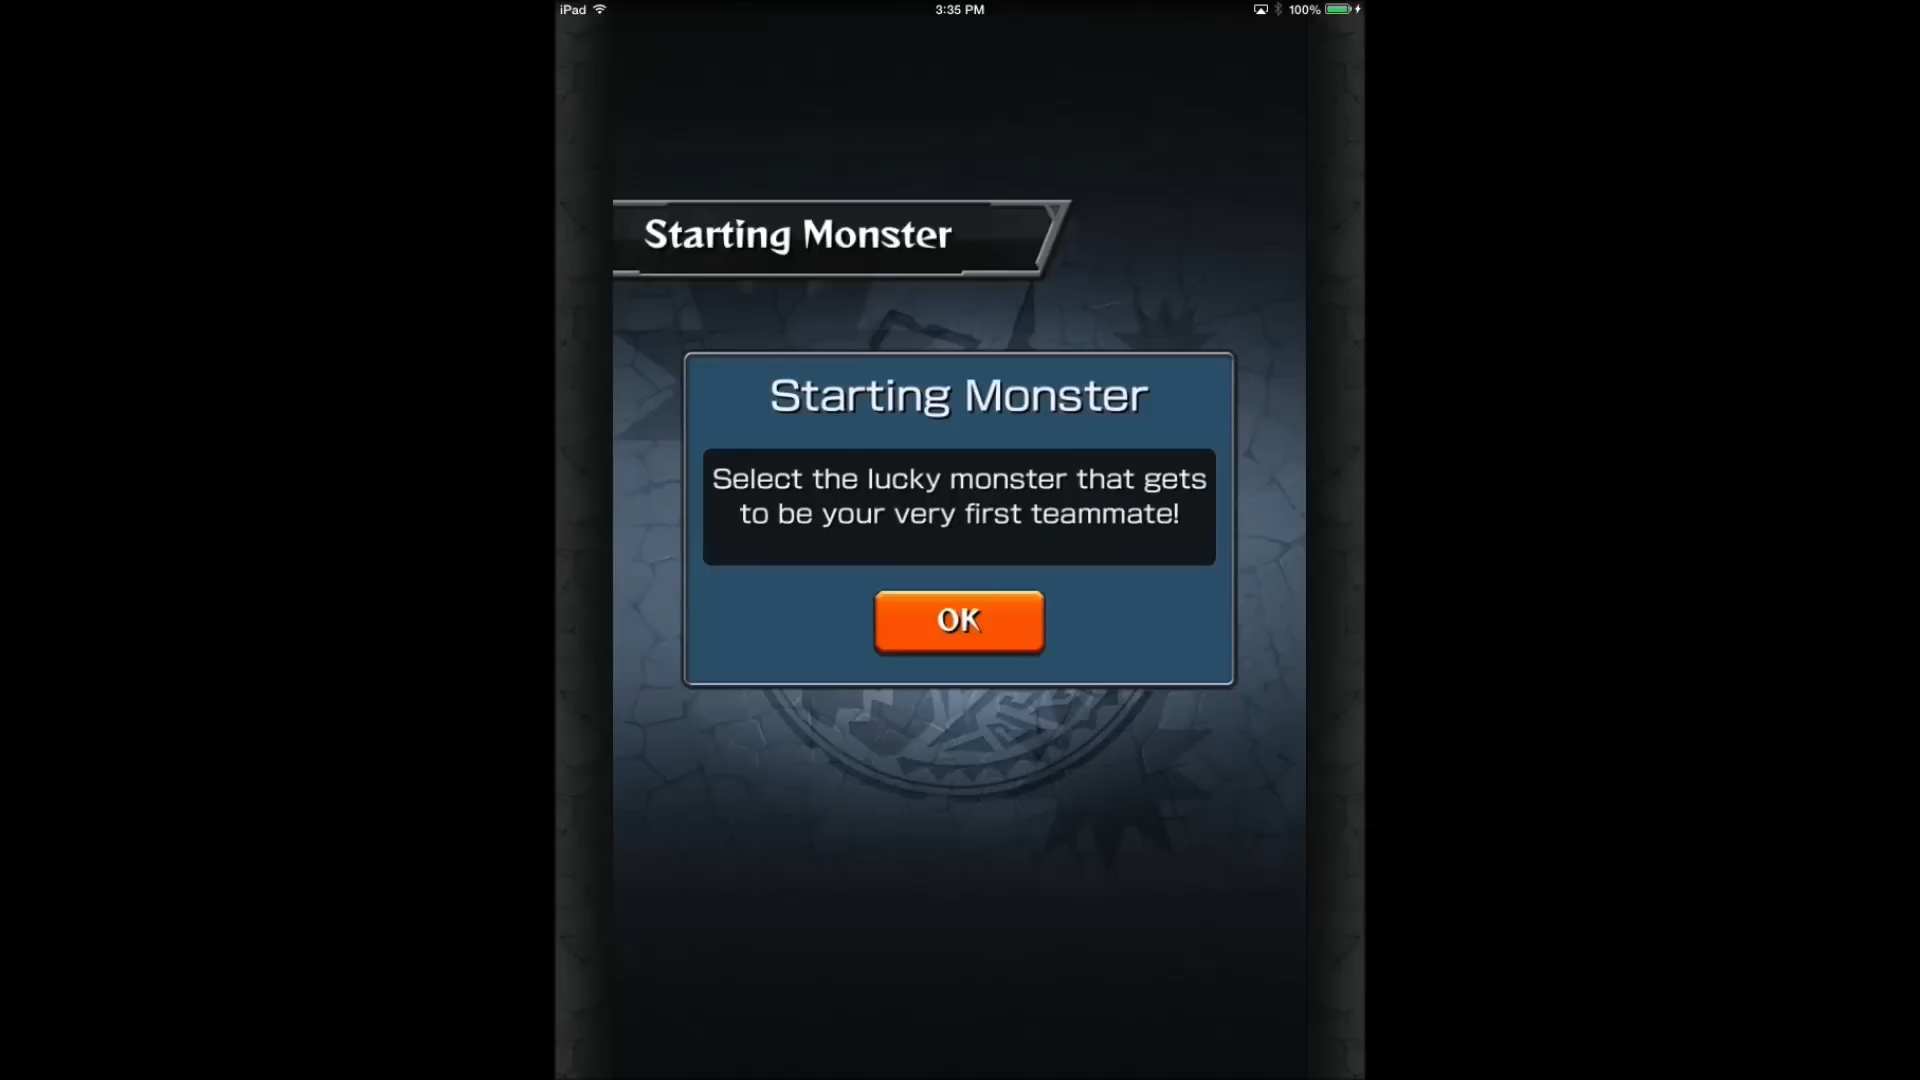 iPad
3:35 PM
100%
Starting Monster
Starting Monster
Select the lucky monster that gets
to be your very first teammate!
OK